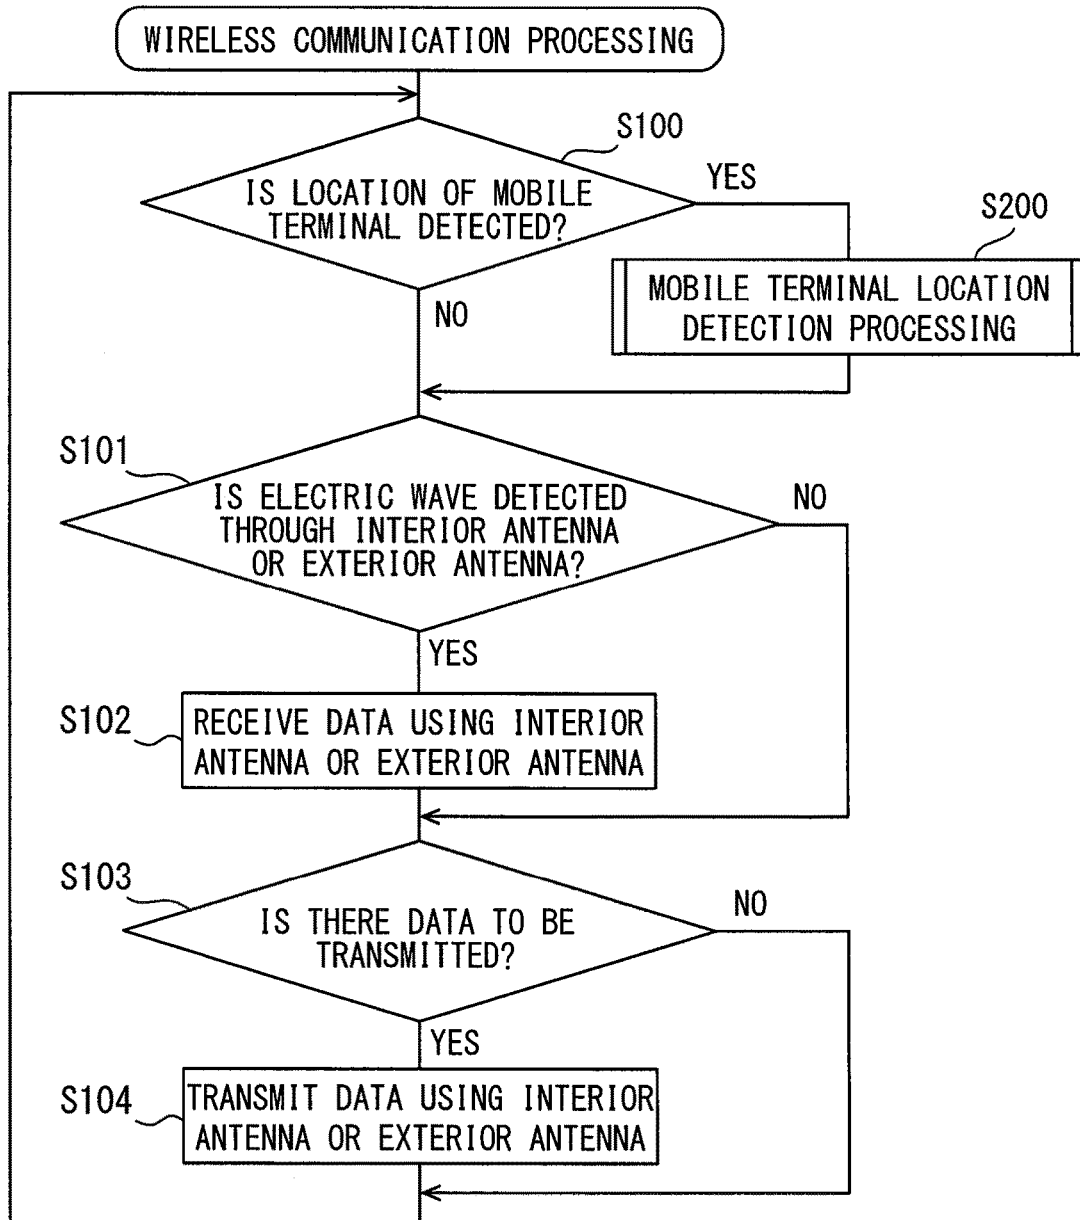 WIRELESS COMMUNICATION PROCESSING
S100
IS LOCATION OF MOBILE
TERMINAL DETECTED?
YES
S200
MOBILE TERMINAL LOCATION
DETECTION PROCESSING
NO
S101
IS ELECTRIC WAVE DETECTED
THROUGH INTERIOR ANTENNA
OR EXTERIOR ANTENNA?
NO
YES
S102
RECEIVE DATA USING INTERIOR
ANTENNA OR EXTERIOR ANTENNA
S103
IS THERE DATA TO BE
TRANSMITTED?
NO
YES
S104
TRANSMIT DATA USING INTERIOR
ANTENNA OR EXTERIOR ANTENNA